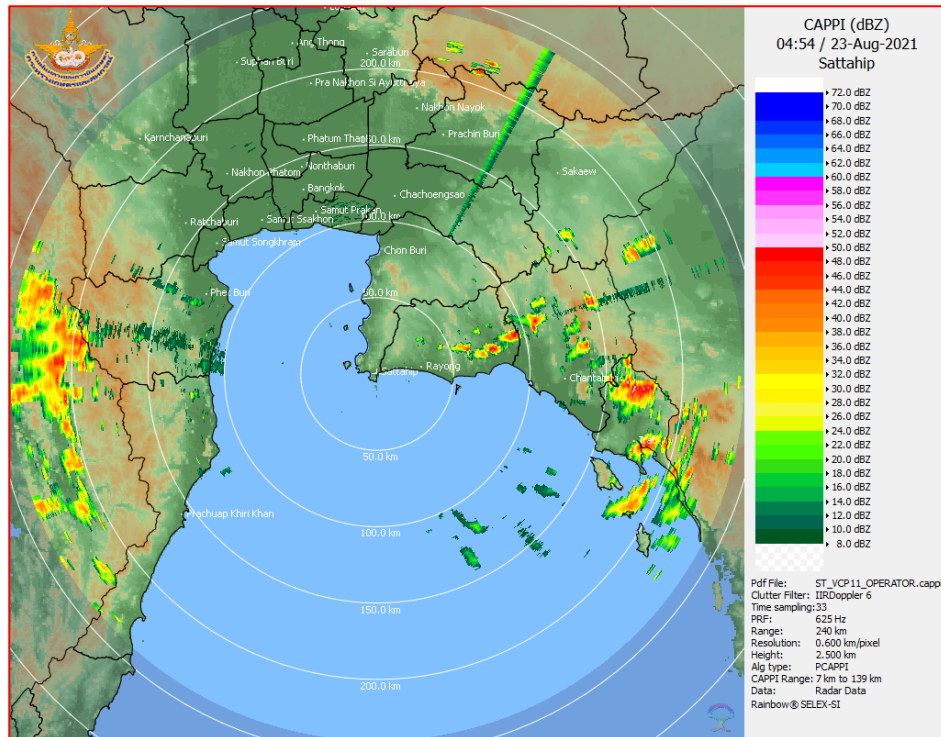 Ang Thong
Saraburi
Suphan Buri
200.0 km
Pra Nakhon Si Ayutthaya
Nakhon Nayok
Karnchanaburi
Phatum Thani
Prachin Buri
Nonthaburi
Nakhon Phatom
Sakaew
Bangkok
Chachoengsao
Samut Prakan
Ratchaburi
Samut Ssakhon
100.0 km
Samut Songkhram
Chon Buri
Phet Buri
50.0 km
Rayong
Sattahip
Chantaburi
Trad
50.0 km
Prachuap Khiri Khan
100.0 km
150.0 km
200.0 km
CAPPI (dBZ)
04:54 / 23-Aug-2021
Sattahip
72.0 dBZ
70.0 dBZ
68.0 dBZ
66.0 dBZ
64.0 dBZ
62.0 dBZ
60.0 dBZ
58.0 dBZ
56.0 dBZ
54.0 dBZ
52.0 dBZ
50.0 dBZ
48.0 dBZ
46.0 dBZ
44.0 dBZ
42.0 dBZ
40.0 dBZ
38.0 dBZ
36.0 dBZ
34.0 dBZ
32.0 dBZ
30.0 dBZ
28.0 dBZ
26.0 dBZ
24.0 dBZ
22.0 dBZ
20.0 dBZ
18.0 dBZ
16.0 dBZ
14.0 dBZ
12.0 dBZ
10.0 dBZ
8.0 dBZ
Pdf File: ST_VCP11_OPERATOR.cappi
Clutter Filter: IIRDoppler 6
Time sampling:33
PRF: 625 Hz
Range: 240 km
Resolution: 0.600 km/pixel
Height: 2.500 km
Alg type: PCAPPI
CAPPI Range: 7 km to 139 km
Data: Radar Data
Rainbow® SELEX-SI